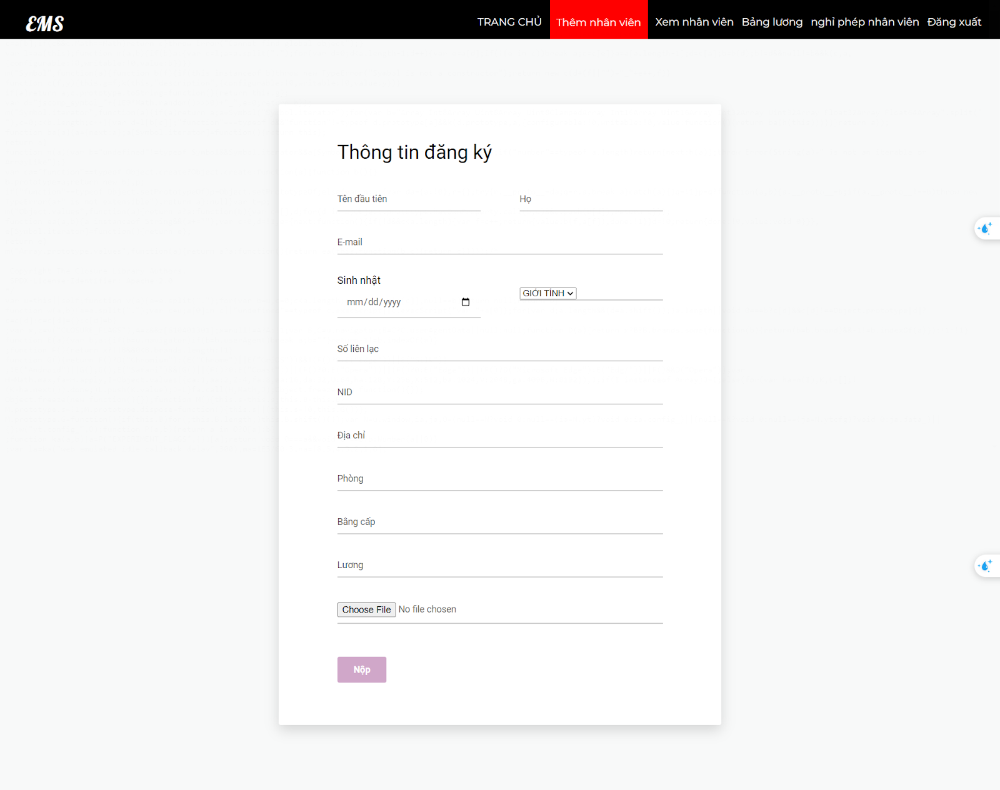 EMS
TRANG CHỦ Thêm nhân viên Xem nhân viên Bảng lương nghỉ phép nhân viên Đăng xuất
Thông tin đăng ký
Tên đầu tiên Họ
E-mail
Sinh nhật
mm/dd/yyyy GIỚI TÍNH
Số liên lạc
NID
Địa chỉ
Phòng
Bằng cấp
Lương
Choose File No file chosen
Nộp